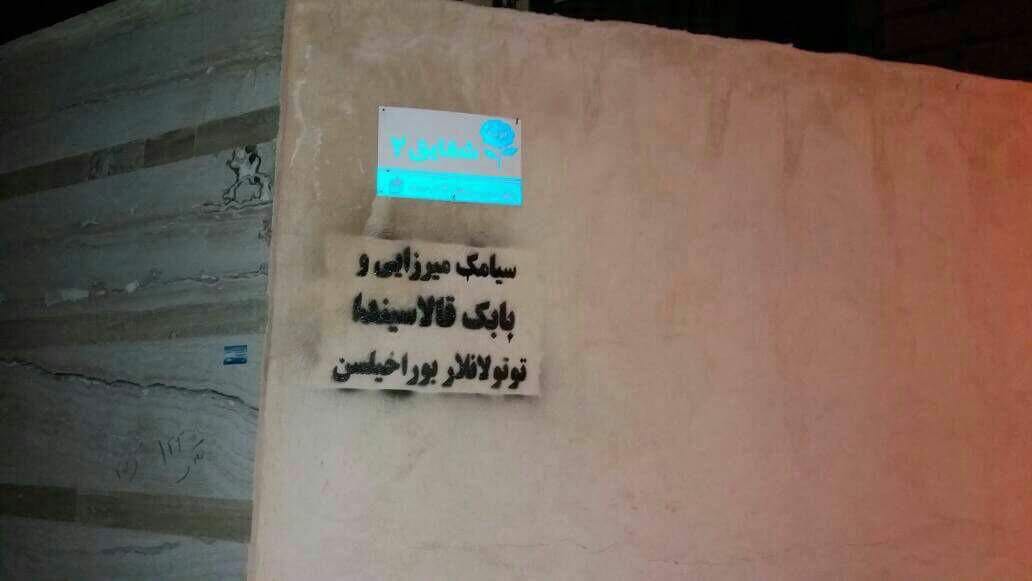 شقایق ۲
سیامک میرزایی و
بابک قالاسیندا
توتولانلار بوراخیلسن